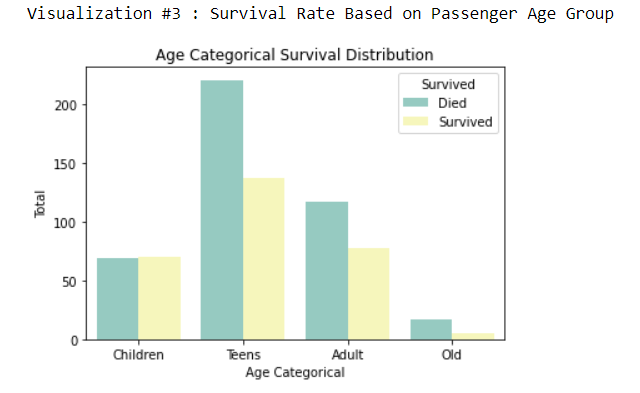 Visualization #3 : Survival Rate Based on Passenger Age Group
Age Categorical Survival Distribution
Survived
Died
Survived
200
150
100
50
0
Total
Children Teens Adult Old
Age Categorical